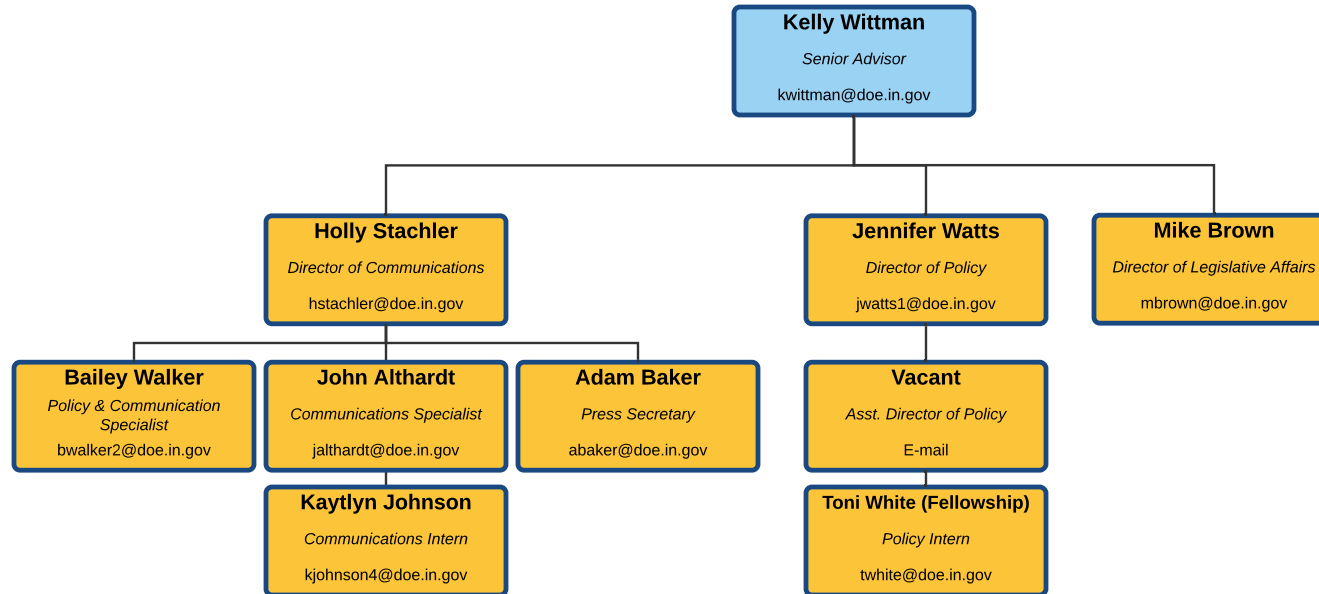 Kelly Wittman
Senior Advisor
kwittman@doe.in.gov
Holly Stachler
Director of Communications
hstachler@doe.in.gov
Jennifer Watts
Director of Policy
jwatts1@doe.in.gov
Mike Brown
Director of Legislative Affairs
mbrown@doe.in.gov
Bailey Walker
Policy & Communication
Specialist
bwalker2@doe.in.gov
John Althardt
Communications Specialist
jalthardt@doe.in.gov
Adam Baker
Press Secretary
abaker@doe.in.gov
Vacant
Asst. Director of Policy
E-mail
Kaytlyn Johnson
Communications Intern
kjohnson4@doe.in.gov
Toni White (Fellowship)
Policy Intern
twhite@doe.in.gov